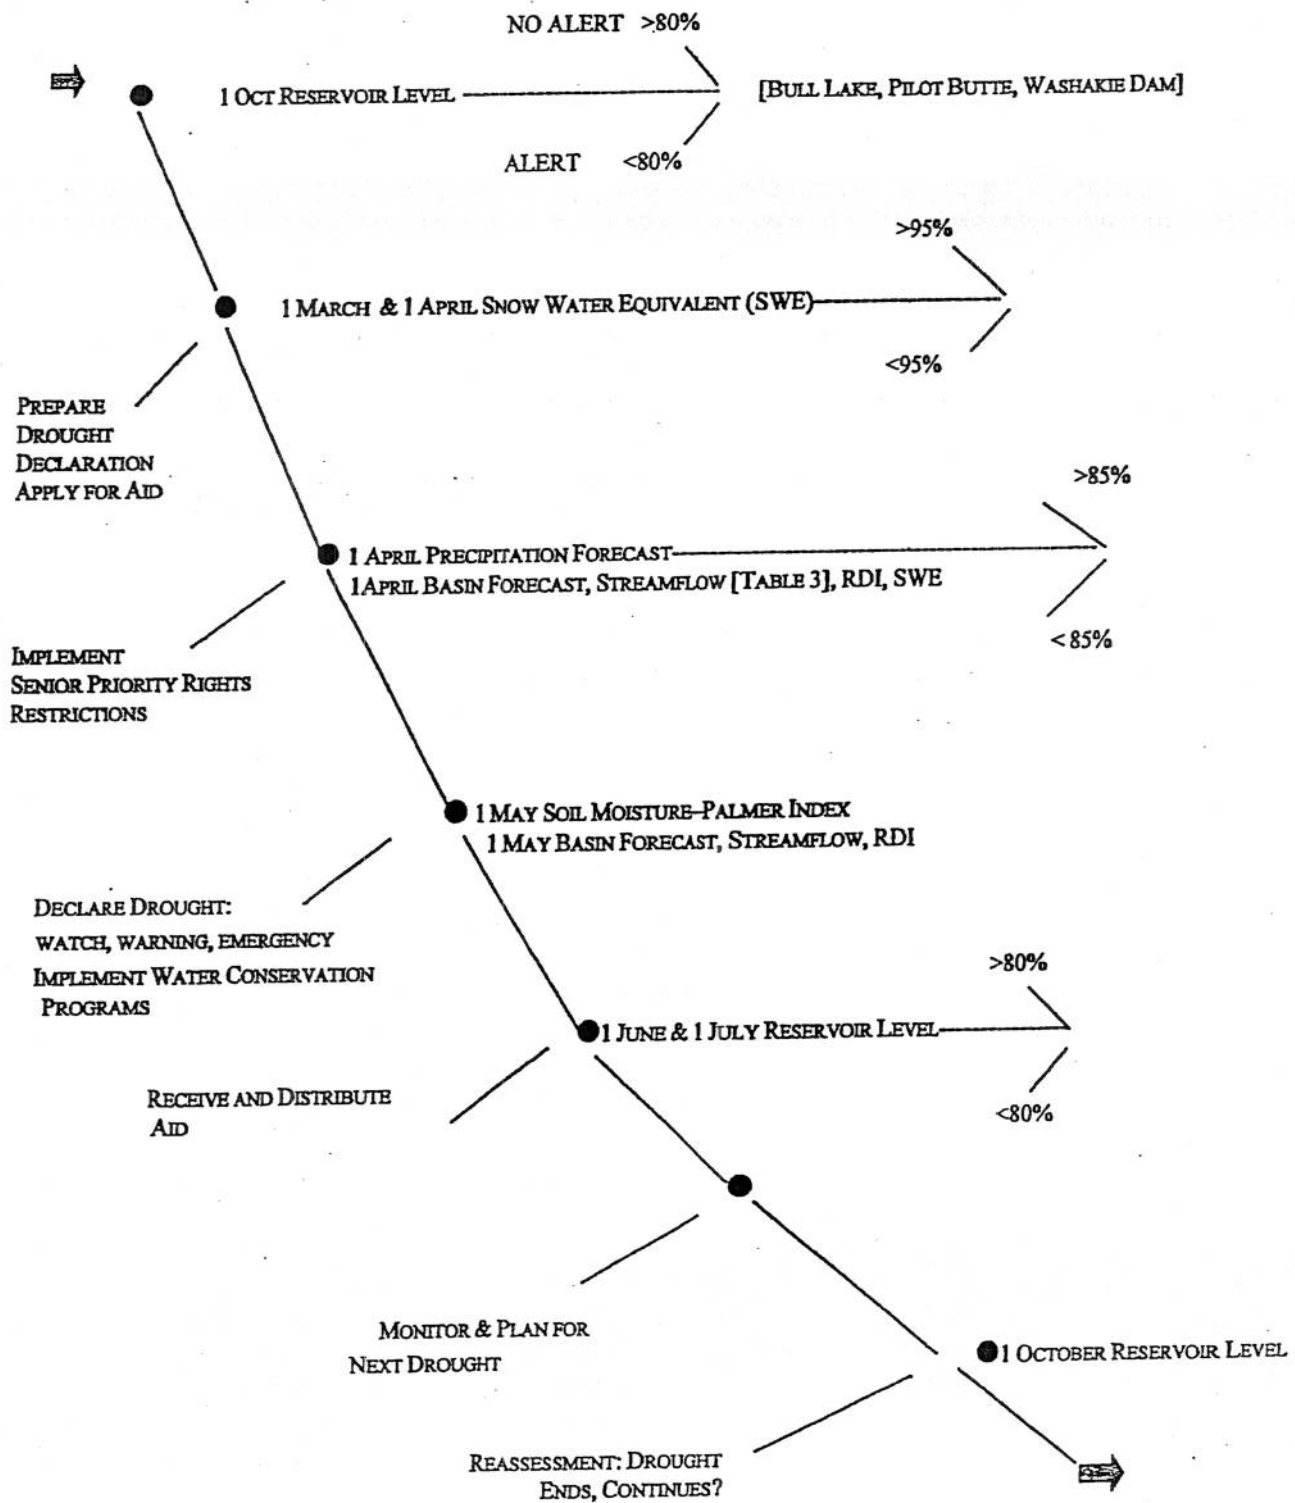 NO ALERT >80%
1 OCT RESERVOIR LEVEL [BULL LAKE, PILOT BUTTE, WASHAKIE DAM]
ALERT <80%
>95%
1 MARCH & 1 APRIL SNOW WATER EQUIVALENT (SWE)
<95%
PREPARE
DROUGHT
DECLARATION
APPLY FOR AID
>85%
1 APRIL PRECIPITATION FORECAST
1 APRIL BASIN FORECAST, STREAMFLOW [TABLE 3], RDI, SWE
<85%
IMPLEMENT
SENIOR PRIORITY RIGHTS
RESTRICTIONS
1 MAY SOIL MOISTURE–PALMER INDEX
1 MAY BASIN FORECAST, STREAMFLOW, RDI
DECLARE DROUGHT:
WATCH, WARNING, EMERGENCY
IMPLEMENT WATER CONSERVATION
PROGRAMS
>80%
1 JUNE & 1 JULY RESERVOIR LEVEL
<80%
RECEIVE AND DISTRIBUTE
AID
MONITOR & PLAN FOR
NEXT DROUGHT
1 OCTOBER RESERVOIR LEVEL
REASSESSMENT: DROUGHT
ENDS, CONTINUES?